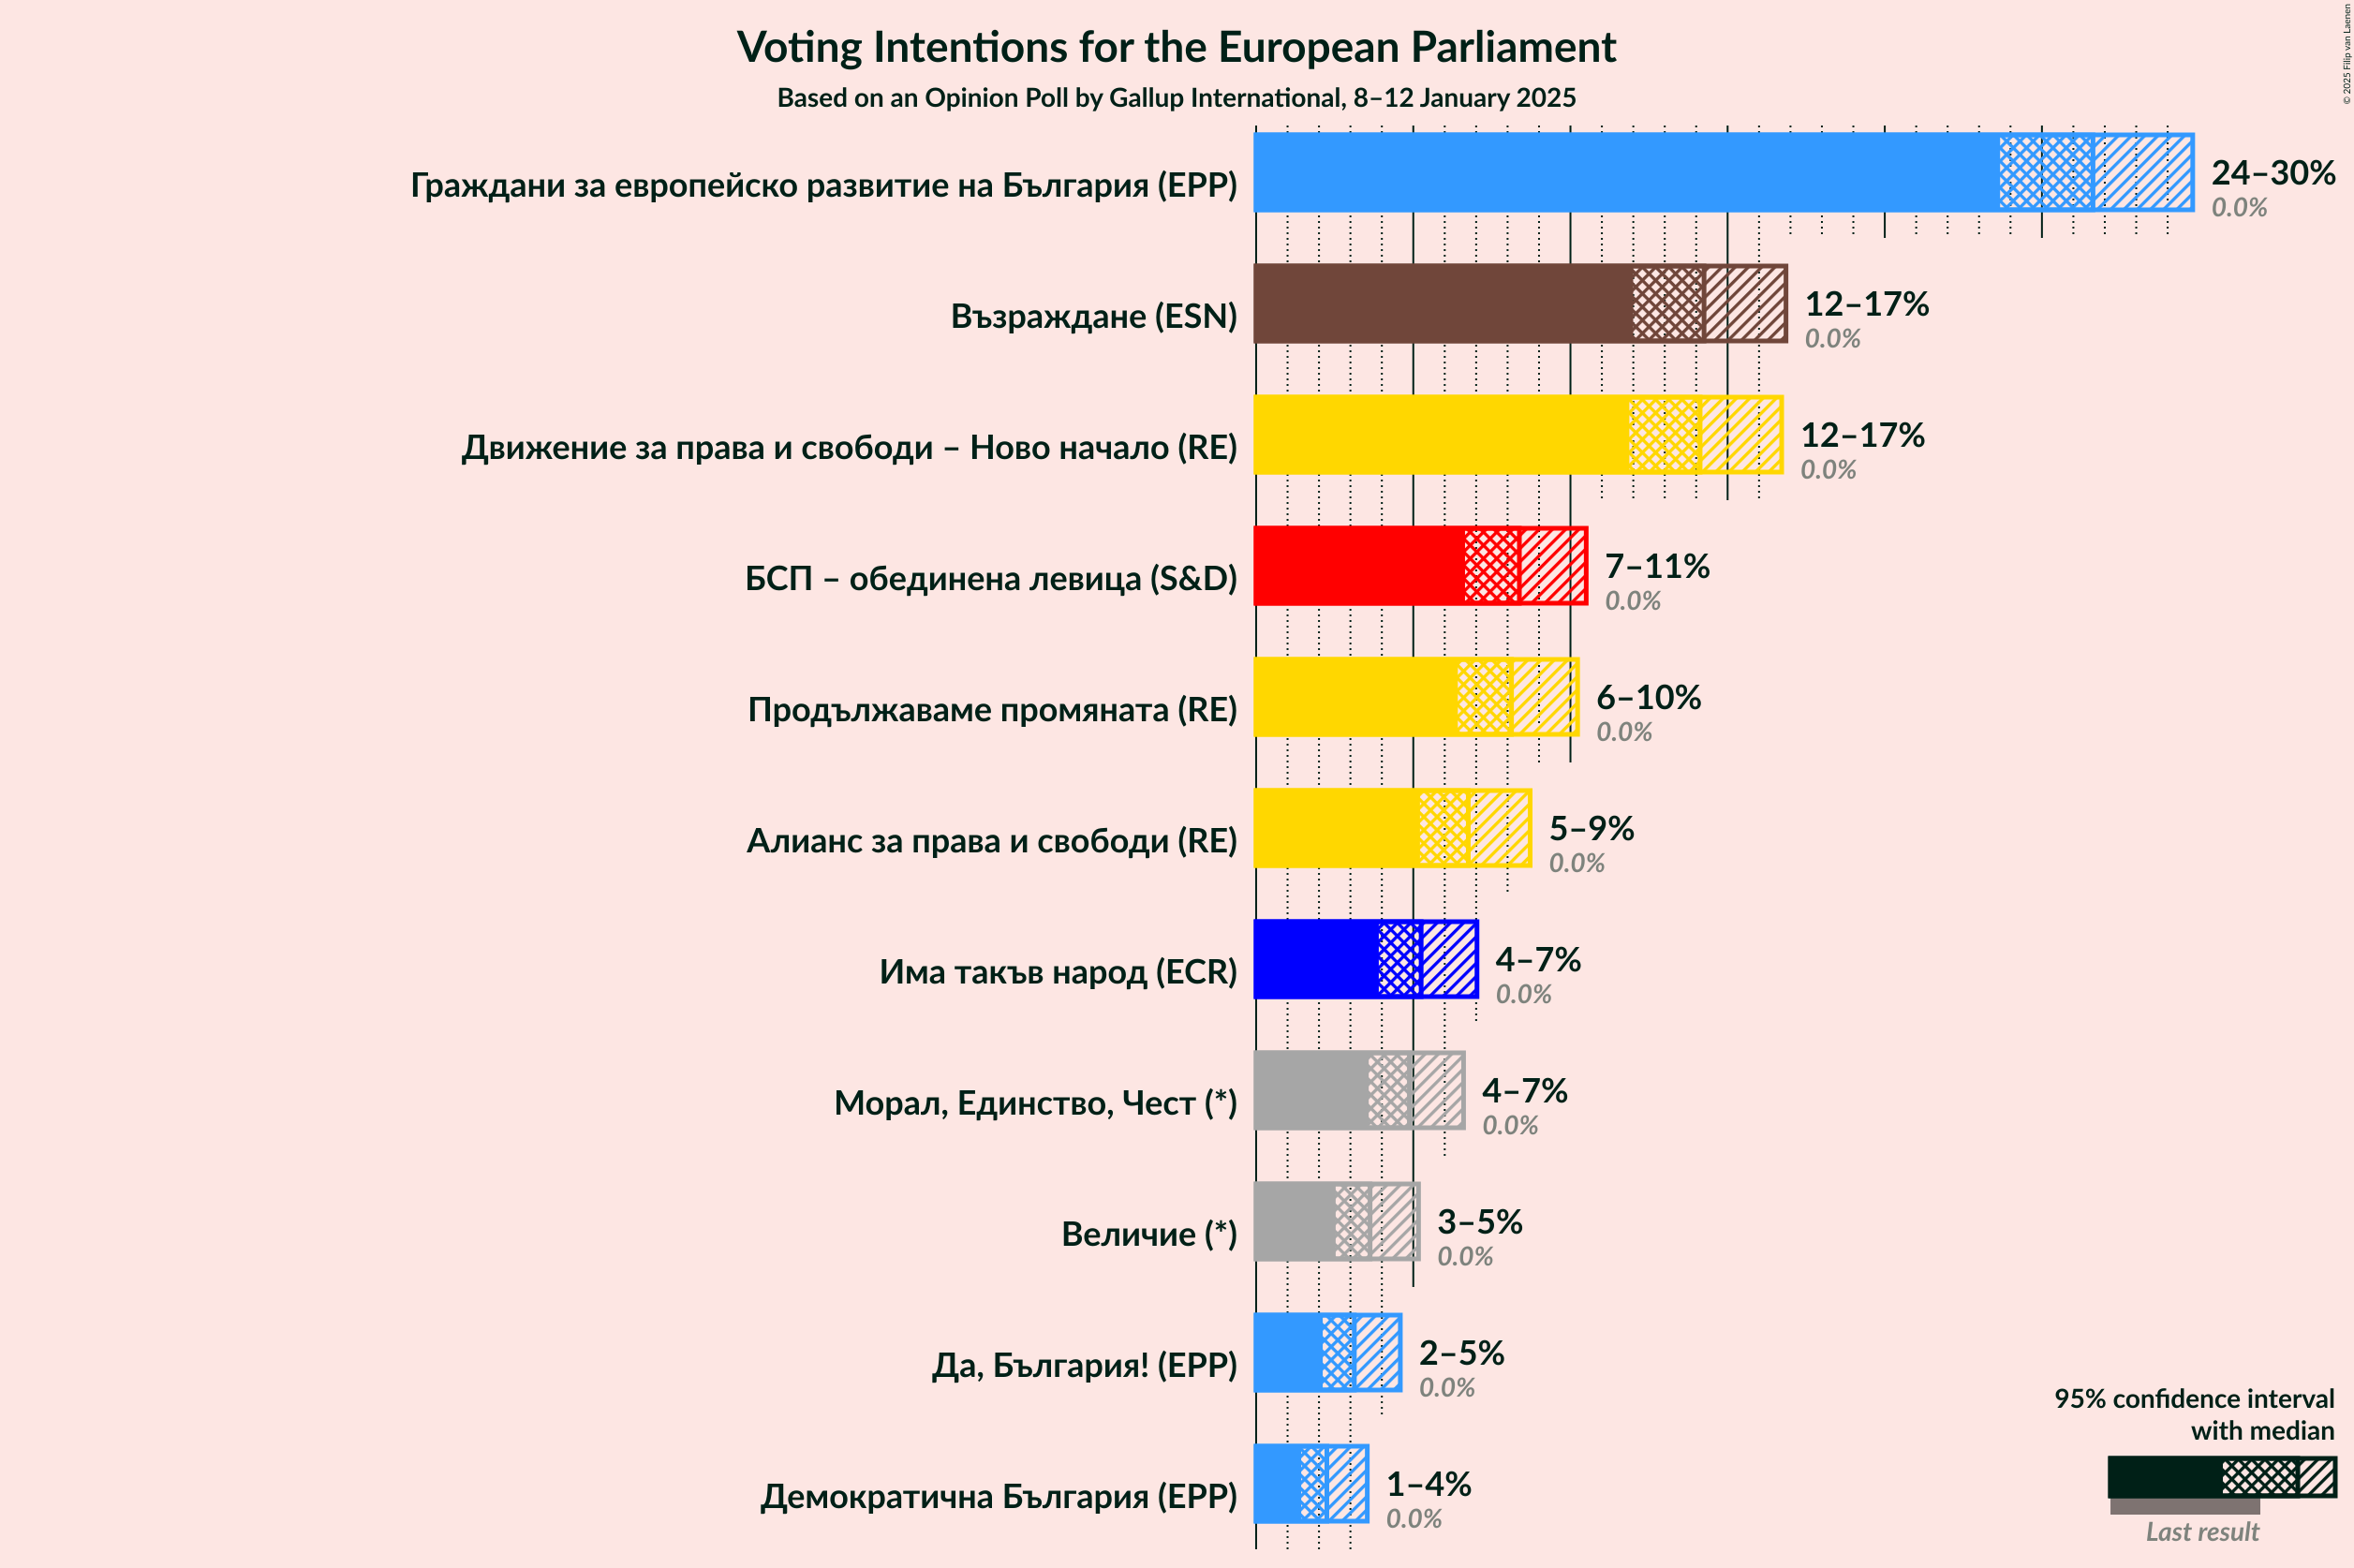 Voting Intentions for the European Parliament
Based on an Opinion Poll by Gallup International, 8–12 January 2025
© 2025 Filip van Laenen
Граждани за европейско развитие на България (EPP)
24–30%
0.0%
Възраждане (ESN)
12–17%
0.0%
Движение за права и свободи – Ново начало (RE)
12–17%
0.0%
БСП – обединена левица (S&D)
7–11%
0.0%
Продължаваме промяната (RE)
6–10%
0.0%
Алианс за права и свободи (RE)
5–9%
0.0%
Има такъв народ (ECR)
4–7%
0.0%
Морал, Единство, Чест (*)
4–7%
0.0%
Величие (*)
3–5%
0.0%
Да, България! (EPP)
2–5%
0.0%
Демократична България (EPP)
1–4%
0.0%
95% confidence interval
with median
Last result